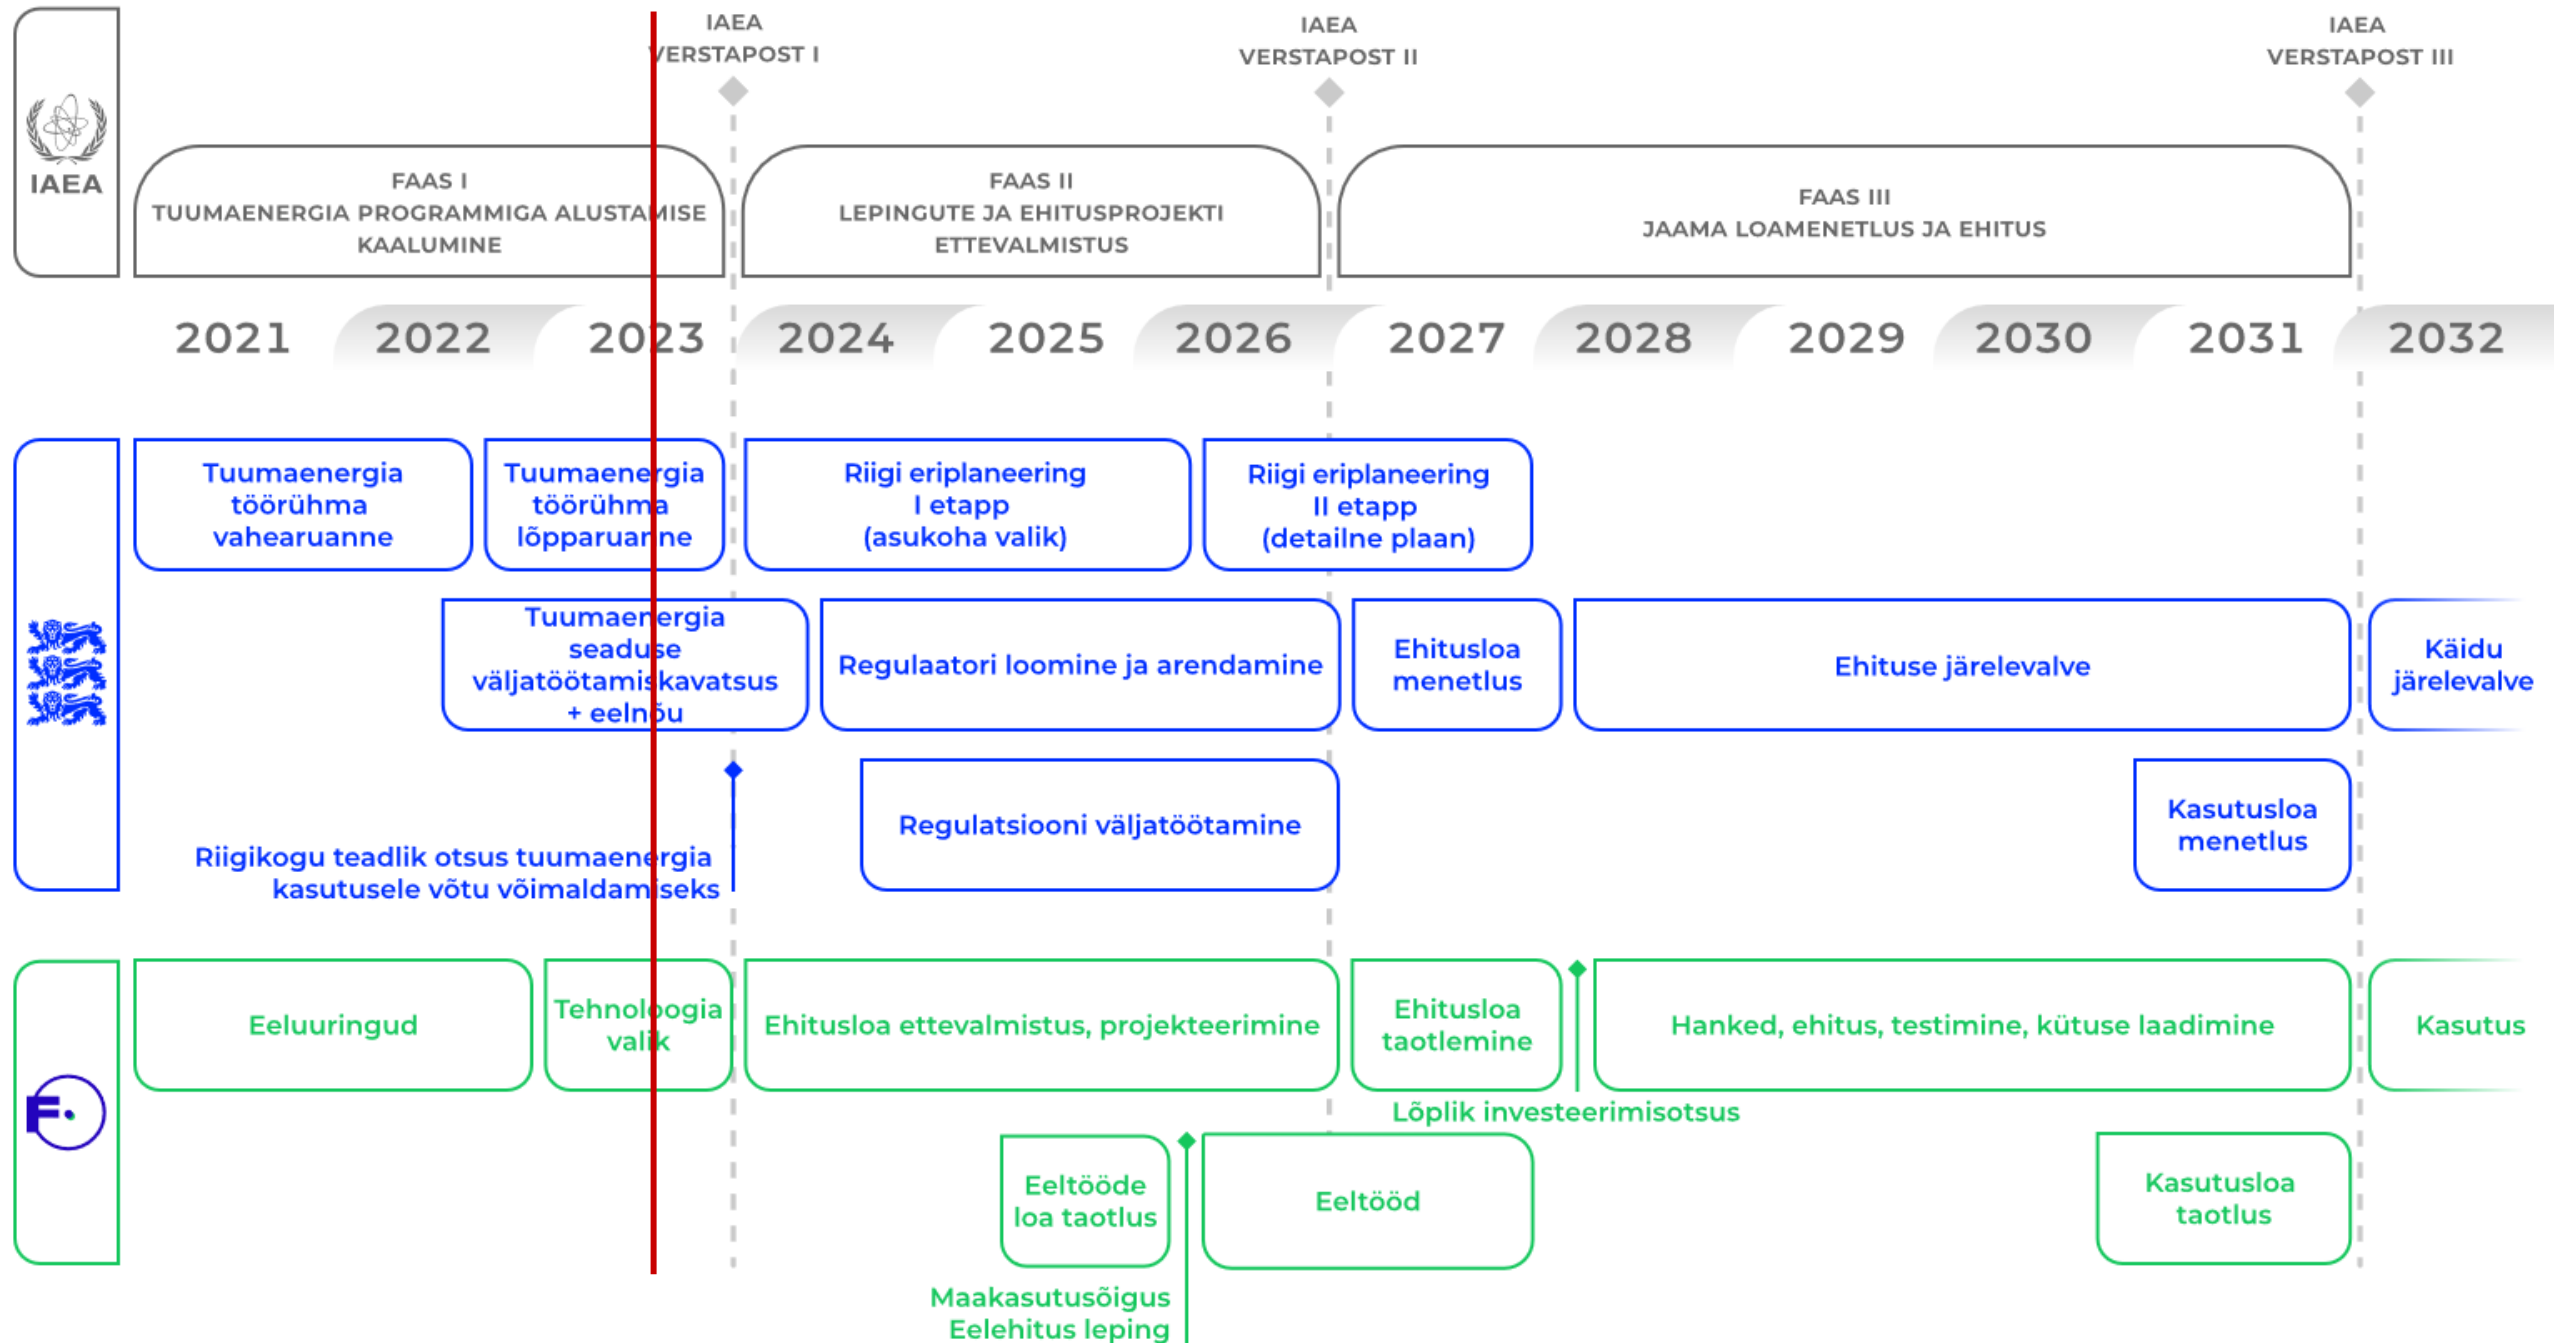 IAEA
VERSTAPOST I
IAEA
VERSTAPOST II
IAEA
VERSTAPOST III
IAEA
FAAS I
TUUMAENERGIA PROGRAMMIGA ALUSTAMISE
KAALUMINE
FAAS II
LEPINGUTE JA EHITUSPROJEKTI
ETTEVALMISTUS
FAAS III
JAAMA LOAMENETLUS JA EHITUS
2021 2022 2023 2024 2025 2026 2027 2028 2029 2030 2031 2032
Tuumaenergia
töörühma
vahearuanne
Tuumaenergia
töörühma
lõpparuanne
Riigi eriplaneering
I etapp
(asukoha valik)
Riigi eriplaneering
II etapp
(detailne plaan)
Tuumaenergia
seaduse
väljatöötamiskavatsus
+ eelnõu
Regulaatori loomine ja arendamine
Ehitusloa
menetlus
Ehituse järelevalve
Käidu
järelevalve
Riigikogu teadlik otsus tuumaenergia
kasutusele võtu võimaldamiseks
Regulatsiooni väljatöötamine
Kasutusloa
menetlus
F
Eeluuringud
Tehnoloogia
valik
Ehitusloa ettevalmistus, projekteerimine
Ehitusloa
taotlemine
Hanked, ehitus, testimine, kütuse laadimine
Kasutus
Lõplik investeerimisotsus
Eeltööde
loa taotlus
Eeltööd
Kasutusloa
taotlus
Maakasutusõigus
Eelehitus leping